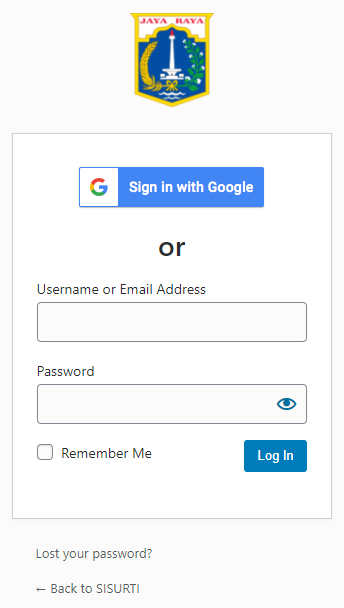 JAYA RAYA
Sign in with Google
or
Username or Email Address
Password
Remember Me
Log In
Lost your password?
← Back to SISURTI